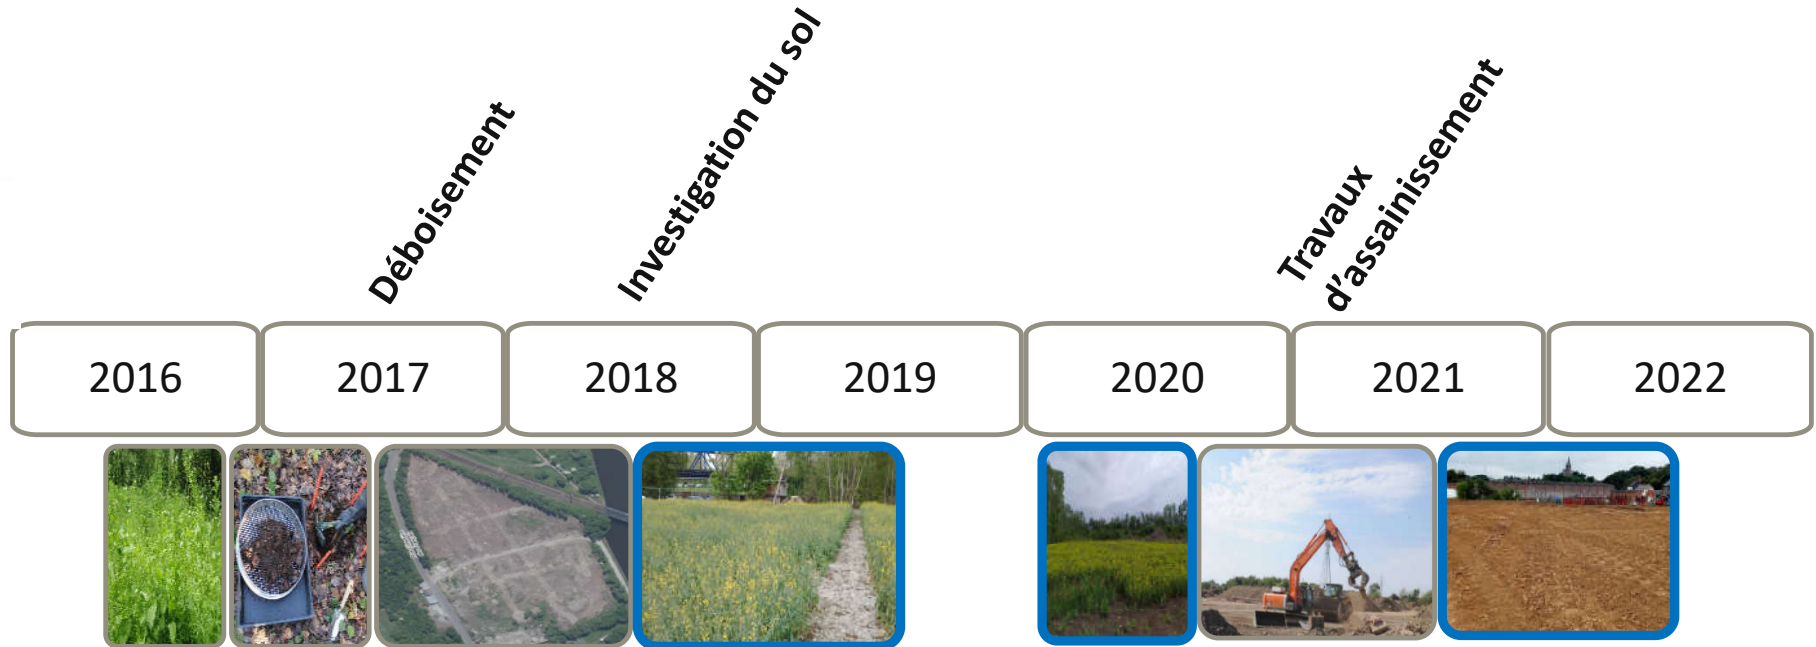 Déboisement
Investigation du sol
Travaux
d’assainissement
2016
2017
2018
2019
2020
2021
2022